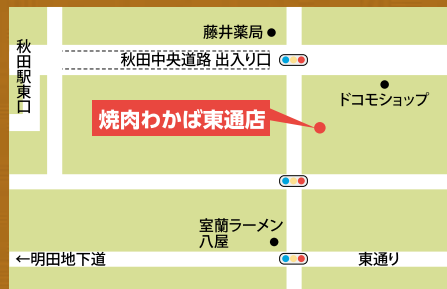 藤井薬局
秋田駅東口
秋田中央道路 出入り口
ドコモショップ
焼肉わかば東通店
室蘭ラーメン
八屋
←明田地下道
東通り